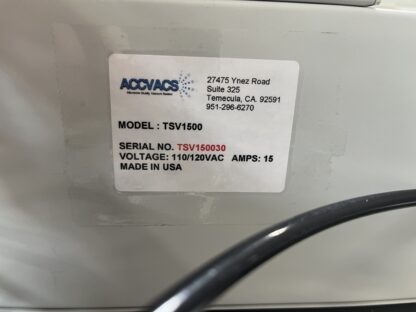 ACCVACS
27475 Ynez Road
Suite 325
Temecula, CA. 92591
951-296-6270
MODEL : TSV1500
SERIAL NO. TSV150030
VOLTAGE: 110/120VAC AMPS: 15
MADE IN USA